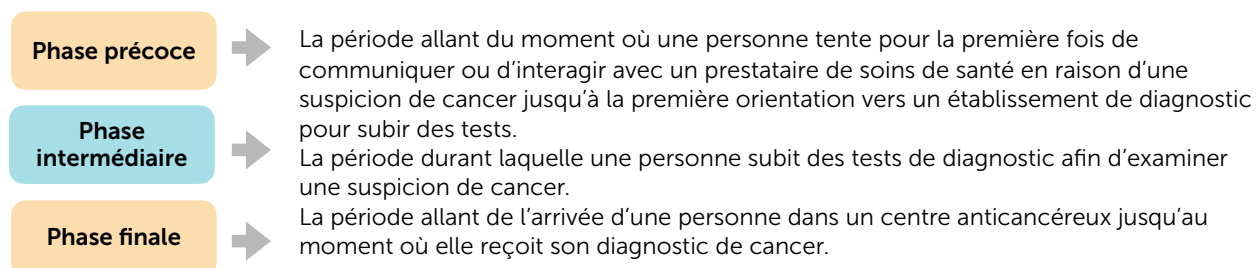 Phase précoce
La période allant du moment où une personne tente pour la première fois de
communiquer ou d’interagir avec un prestataire de soins de santé en raison d’une
suspicion de cancer jusqu’à la première orientation vers un établissement de diagnostic
pour subir des tests.
Phase
intermédiaire
La période durant laquelle une personne subit des tests de diagnostic afin d’examiner
une suspicion de cancer.
Phase finale
La période allant de l’arrivée d’une personne dans un centre anticancéreux jusqu’au
moment où elle reçoit son diagnostic de cancer.